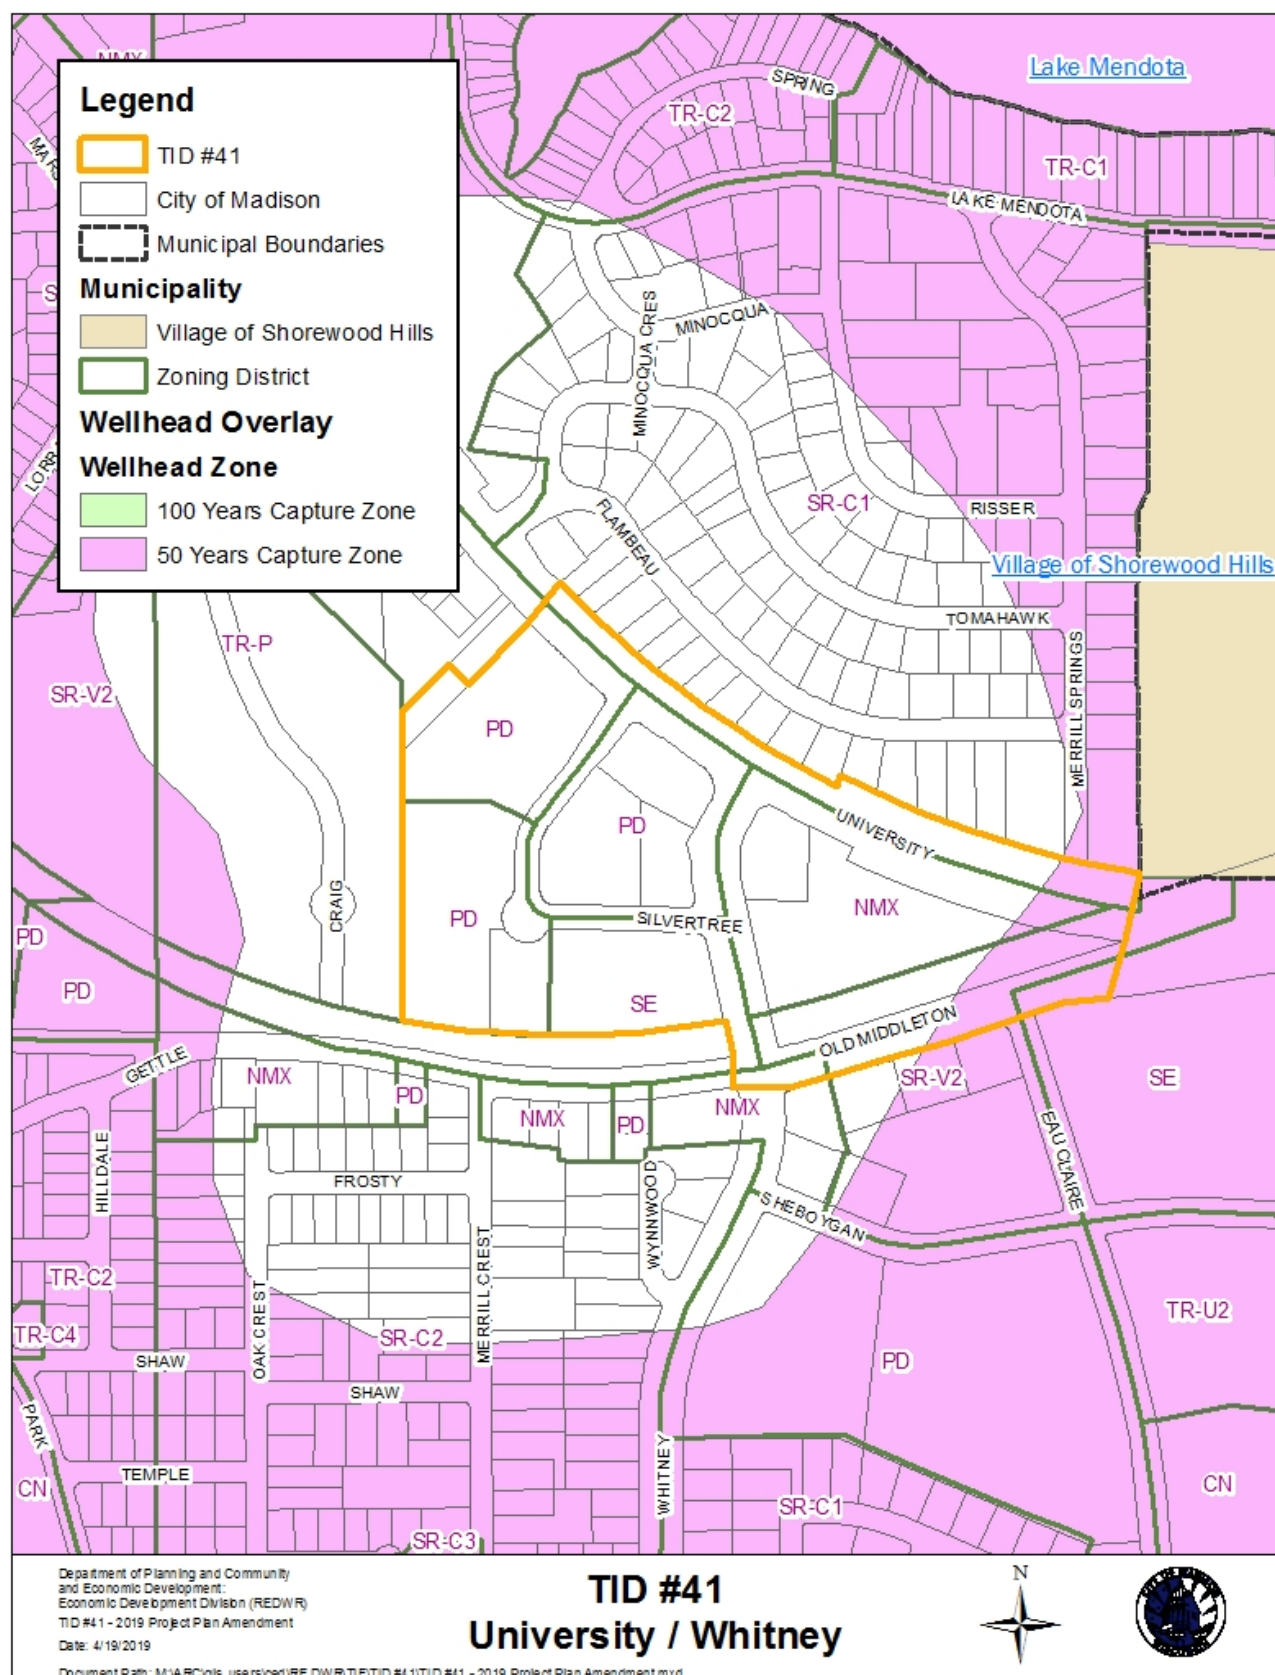 NMX
Legend
TID #41
City of Madison
Municipal Boundaries
Municipality
Village of Shorewood Hills
Zoning District
Wellhead Overlay
Wellhead Zone
100 Years Capture Zone
50 Years Capture Zone
Lake Mendota
SPRING
TR-C2
TR-C1
LAKE MENDOTA
MINOCQUA CRES
MINOCQUA
FLAMBEAU
SR-C1
RISSER
Village of Shorewood Hills
TOMAHAWK
MERRILL SPRINGS
TR-P
SR-V2
PD
PD
UNIVERSITY
CRAIG
PD
SILVERTREE
NMX
PD
PD
SE
OLD MIDDLETON
GETTLE
NMX
PD
NMX
PD
NMX
SR-V2
SE
HILLDALE
FROSTY
WYNNWOOD
SHEBOYGAN
EAU CLAIRE
TR-C2
OAK CREST
MERRILL CREST
TR-U2
TR-C4
SHAW
SR-C2
PD
SHAW
PARK
TEMPLE
WHITNEY
CN
SR-C3
SR-C1
CN
Department of Planning and Community
and Economic Development:
Economic Development Division (REDWR)
TID #41 - 2019 Project Plan Amendment
Date: 4/19/2019
TID #41
University / Whitney
N